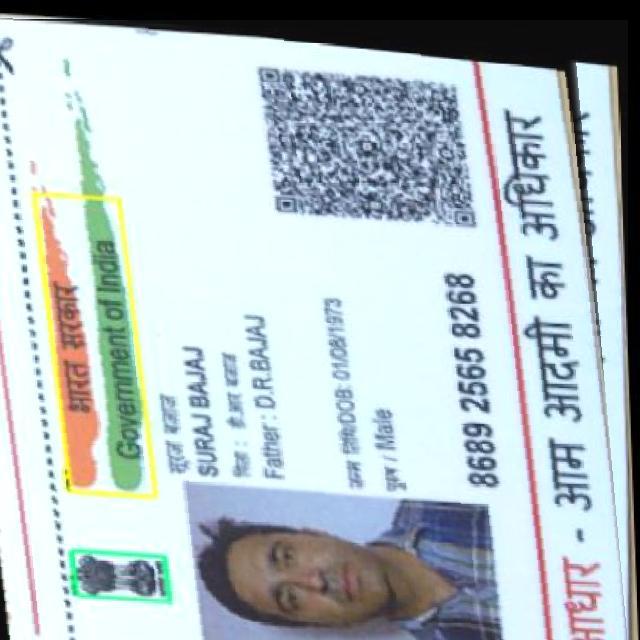 भारत सरकार
Government of India
सूरज बजाज
SURAJ BAJAJ
पिता : डी.आर बजाज
Father : D.R.BAJAJ
जन्म तिथि/DOB: 01/08/1973
पुरुष / Male
8689 2565 8268
आधार - आम आदमी का अधिकार